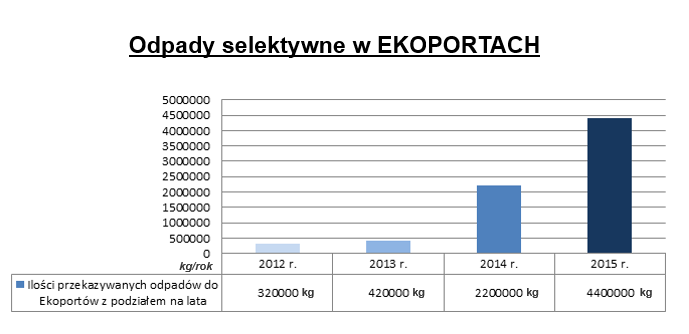 Odpady selektywne w EKOPORTACH
5000000
4500000
4000000
3500000
3000000
2500000
2000000
1500000
1000000
500000
0
kg/rok
2012 r. 2013 r. 2014 r. 2015 r.
Ilości przekazywanych odpadów do
Ekoportów z podziałem na lata
320000 kg 420000 kg 2200000 kg 4400000 kg